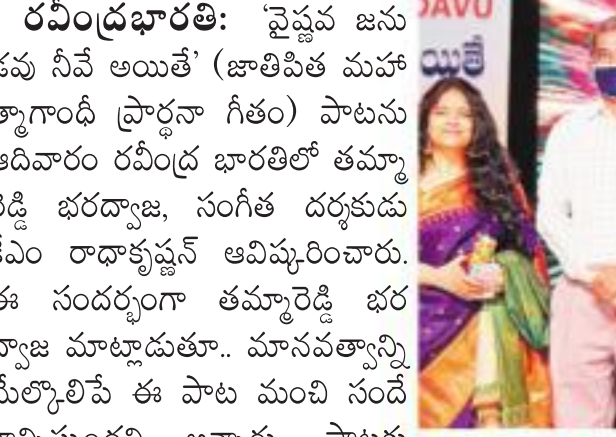 రవీంద్రభారతి: ‘వైష్ణవ జను
డవు నీవే అయితే’ (జాతిపిత మహా
త్మాగాంధీ ప్రార్థనా గీతం) పాటను
ఆదివారం రవీంద్ర భారతిలో తమ్మా
రెడ్డి భరద్వాజ, సంగీత దర్శకుడు
కేఎం రాధాకృష్ణన్ ఆవిష్కరించారు.
ఈ సందర్భంగా తమ్మారెడ్డి భర
ద్వాజ మాట్లాడుతూ.. మానవత్వాన్ని
మేల్కొలిపే ఈ పాట మంచి సందే
DAVU
యితే